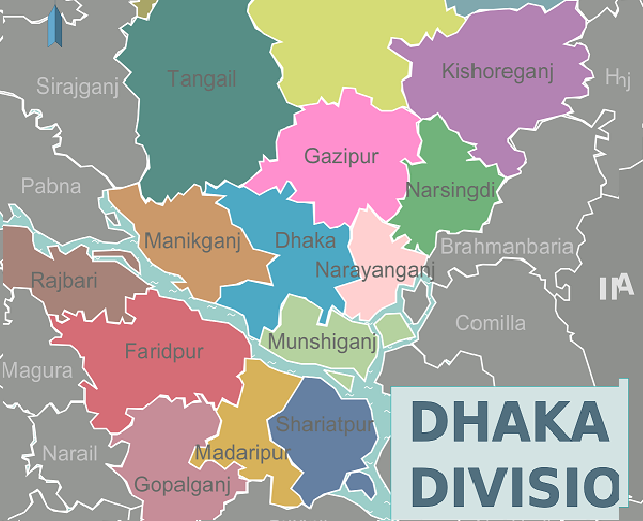 Kishoreganj
Tangail
Sirajganj
Gazipur
Pabna
Narsingdi
Manikganj
Dhaka
Brahmanbaria
Narayanganj
Rajbari
Comilla
Munshiganj
Faridpur
Magura
DHAKA
Shariatpur
Narail
Madaripur
Gopalganj
DIVISIO